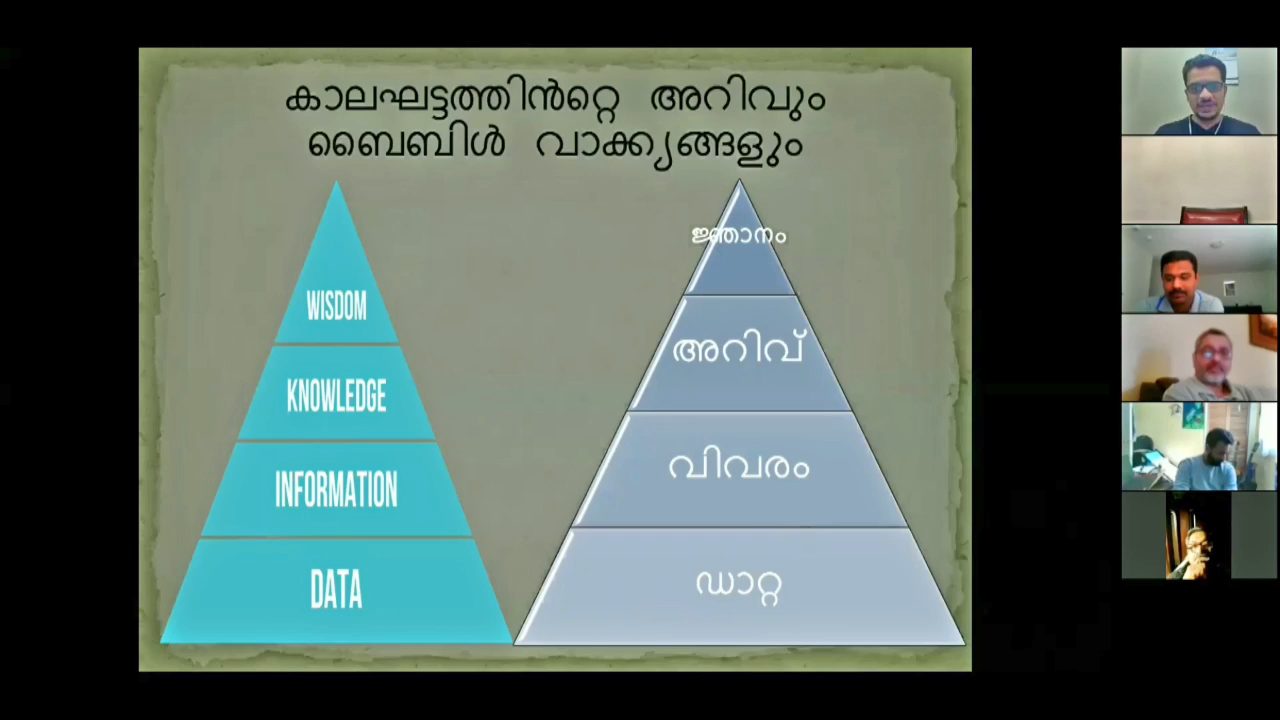 കാലഘട്ടത്തിൻറ്റെ അറിവും
ബൈബിൾ വാക്ക്യങ്ങളും
WISDOM
KNOWLEDGE
INFORMATION
DATA
ജ്ഞാനം
അറിവ്
വിവരം
ഡാറ്റ